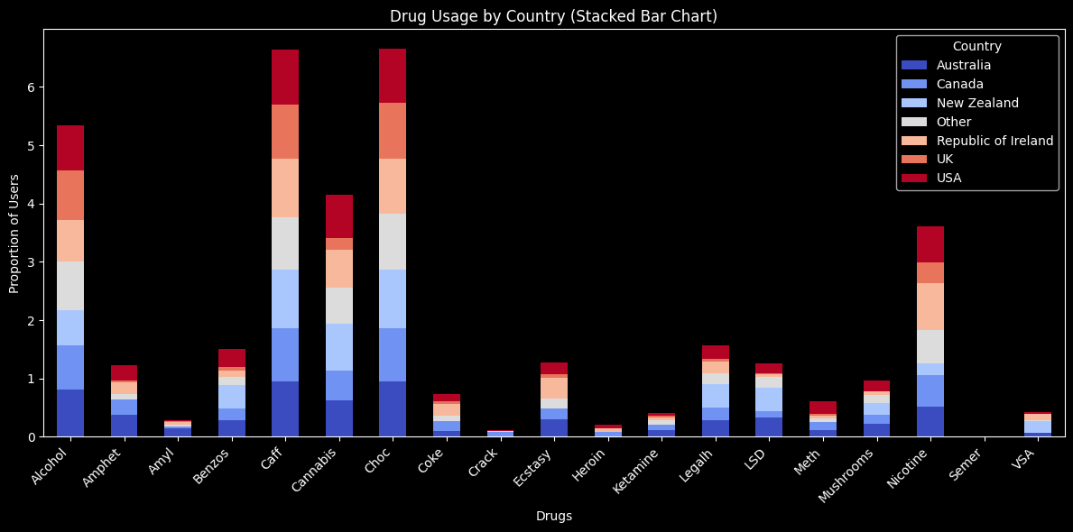 Drug Usage by Country (Stacked Bar Chart)
Country
Australia
Canada
New Zealand
Other
Republic of Ireland
UK
USA
Proportion of Users
6
5
4
3
2
1
0
Alcohol
Amphet
Amyl
Benzos
Caff
Cannabis
Choc
Coke
Crack
Ecstasy
Heroin
Ketamine
Legalh
LSD
Meth
Mushrooms
Nicotine
Semer
VSA
Drugs